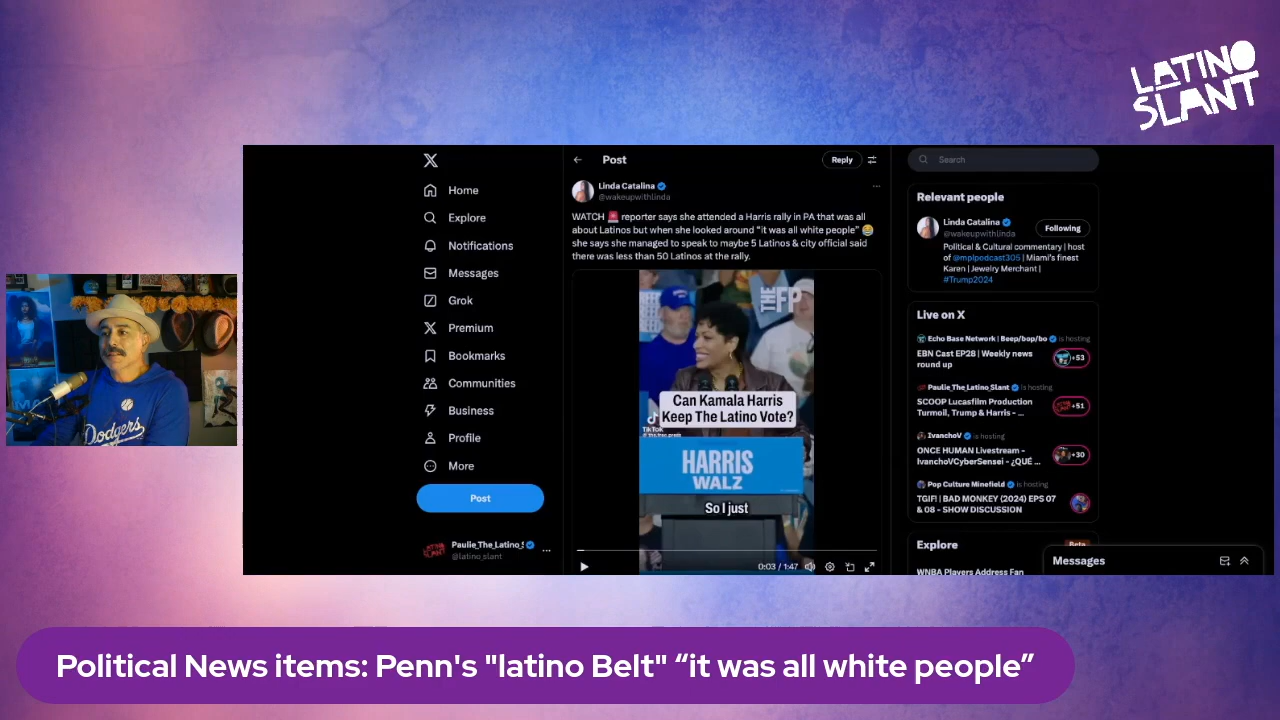 LATINO
SLANT
Home
Explore
Notifications
Messages
Grok
Premium
Bookmarks
Communities
Business
Profile
More
Post
Paulie_The_Latino_S
@latino_slant
Post
Reply
Linda Catalina
@wakeupwithlinda
WATCH 🚨 reporter says she attended a Harris rally in PA that was all
about Latinos but when she looked around “it was all white people” 😂
she says she managed to speak to maybe 5 Latinos & city official said
there was less than 50 Latinos at the rally.
THE FP
Can Kamala Harris
Keep The Latino Vote?
TikTok
HARRIS
WALZ
So I just
0:03 / 1:47
Search
Relevant people
Linda Catalina
@wakeupwithlinda
Following
Political & Cultural commentary | host
of @mplpodcast305 | Miami's finest
Karen | Jewelry Merchant |
#Trump2024
Live on X
Echo Base Network | Beep/bop/bo is hosting
EBN Cast EP28 | Weekly news
round up
+53
Paulie_The_Latino_Slant is hosting
SCOOP Lucasfilm Production
Turmoil, Trump & Harris - ...
+51
IvanchoV is hosting
ONCE HUMAN Livestream -
IvanchoVCyberSensei - ¿QUÉ ...
+30
Pop Culture Minefield is hosting
TGIF! | BAD MONKEY (2024) EPS 07
& 08 - SHOW DISCUSSION
Explore
Beta
WNBA Players Address Fan
Messages
Dodgers
Political News items: Penn's "latino Belt" “it was all white people”